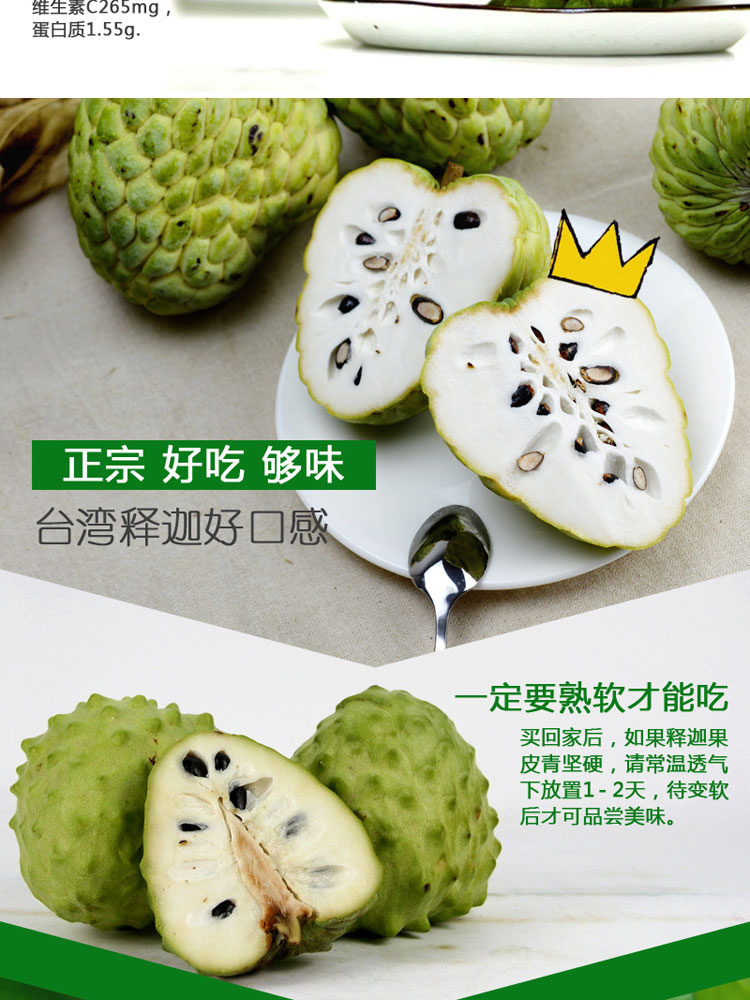 维生素C265mg，
蛋白质1.55g.
正宗 好吃 够味
台湾释迦好口感
一定要熟软才能吃
买回家后，如果释迦果
皮青坚硬，请常温透气
下放置1-2天，待变软
后才可品尝美味。